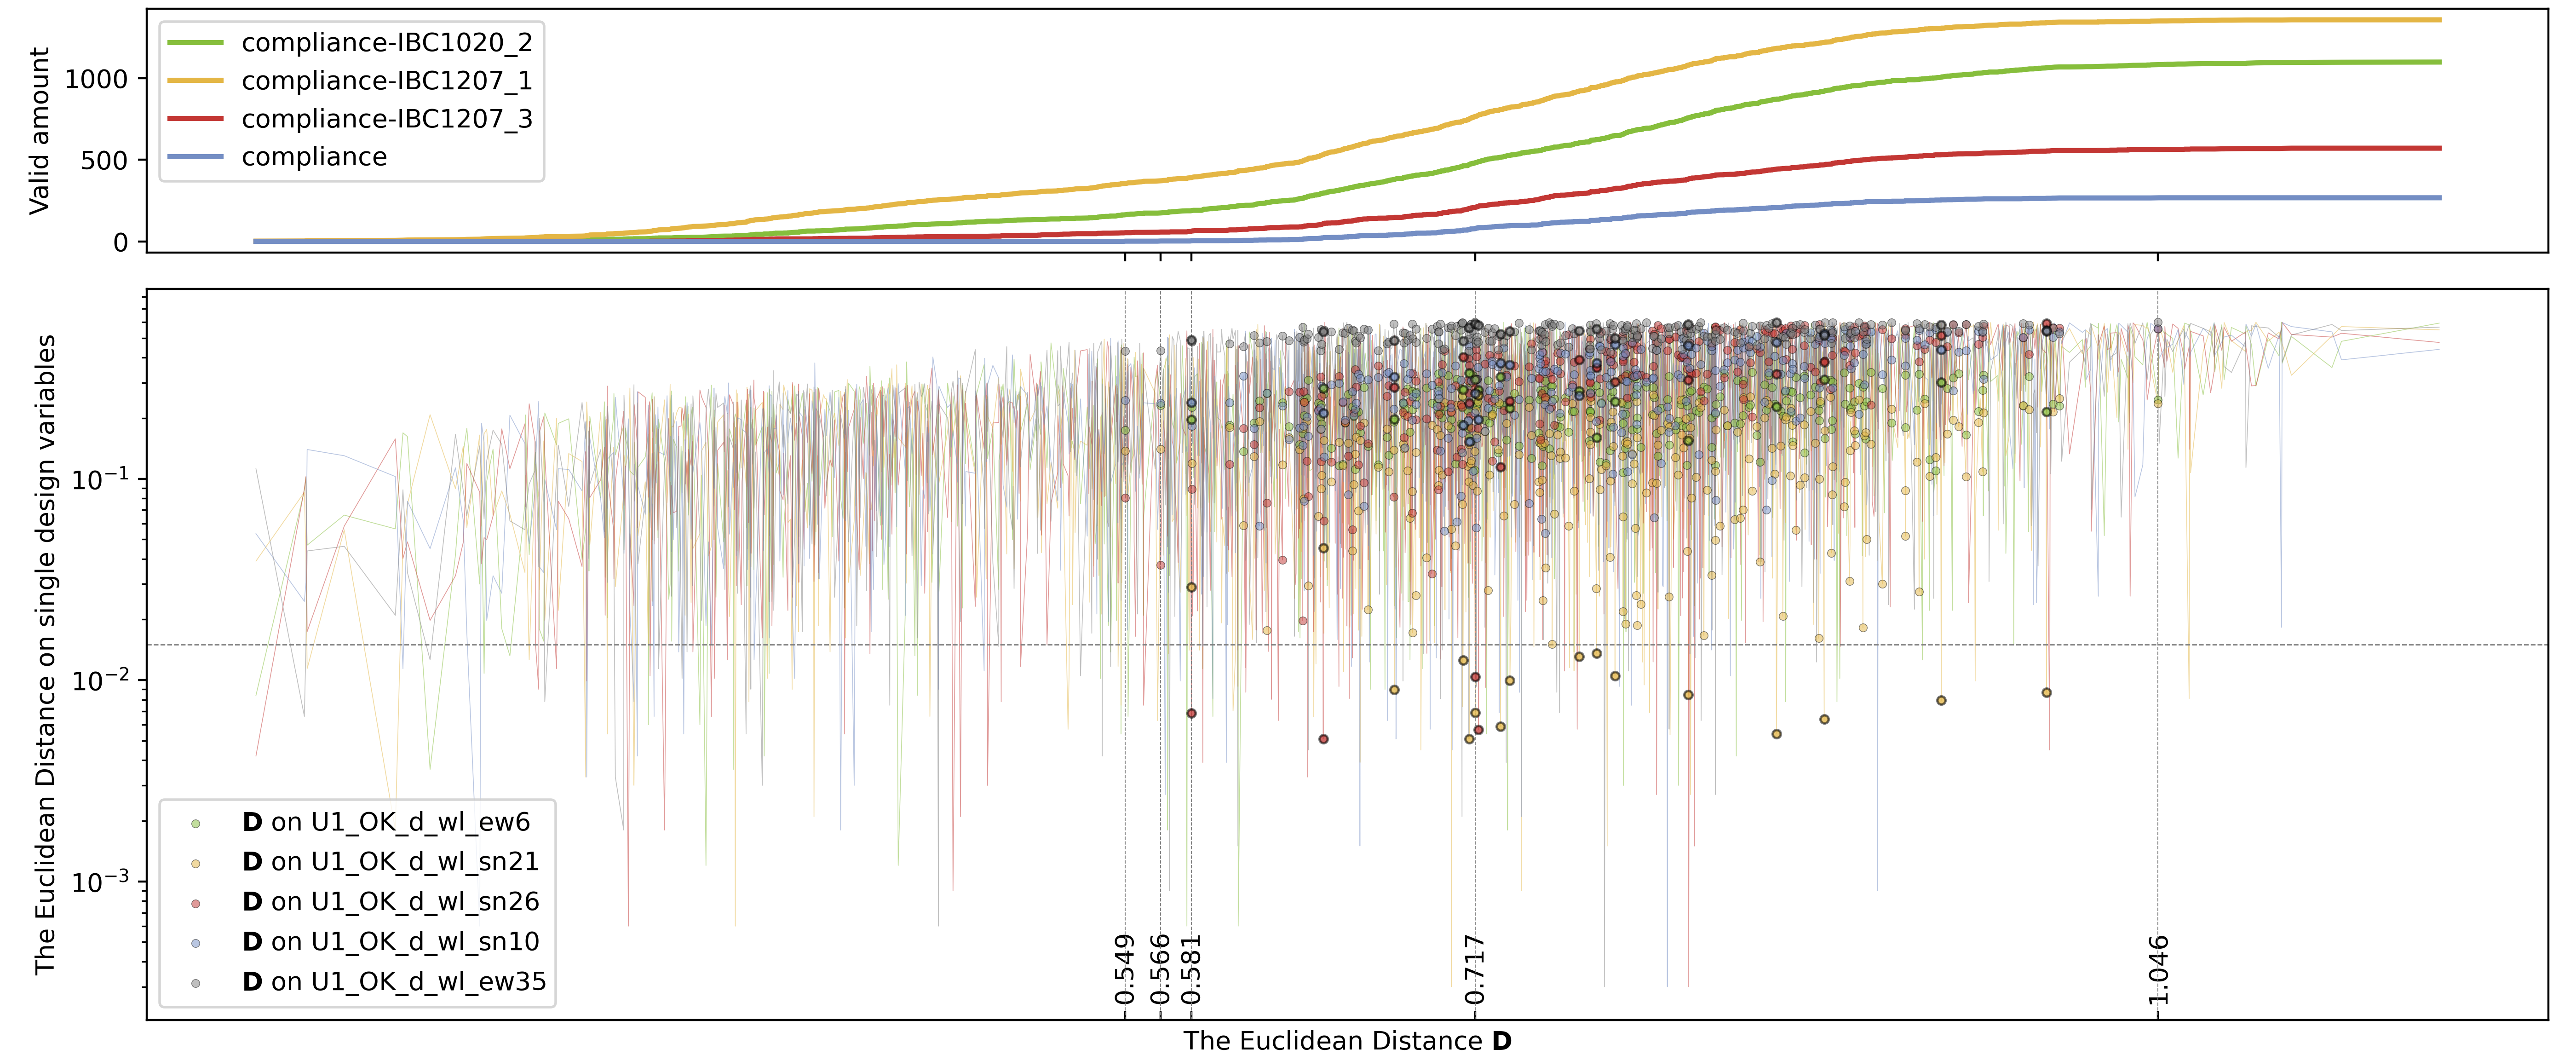 Valid amount
1000
500
0
compliance-IBC1020_2
compliance-IBC1207_1
compliance-IBC1207_3
compliance
The Euclidean Distance on single design variables
10⁻¹
10⁻²
10⁻³
D on U1_OK_d_wl_ew6
D on U1_OK_d_wl_sn21
D on U1_OK_d_wl_sn26
D on U1_OK_d_wl_sn10
D on U1_OK_d_wl_ew35
0.549
0.566
0.581
0.717
1.046
The Euclidean Distance D